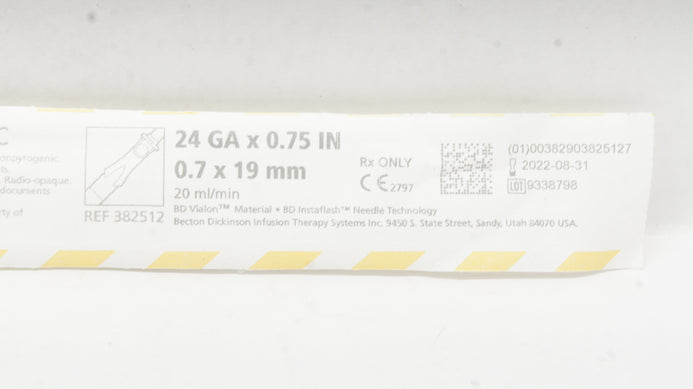 C
onpyrogenic.
ts.
. Radio-opaque.
documents
rty of
REF 382512
24 GA x 0.75 IN
0.7 x 19 mm
20 ml/min
BD Vialon™ Material • BD Instaflash™ Needle Technology
Becton Dickinson Infusion Therapy Systems Inc. 9450 S. State Street, Sandy, Utah 84070 USA.
Rx ONLY
CE 2797
(01)00382903825127
2022-08-31
LOT 9338798